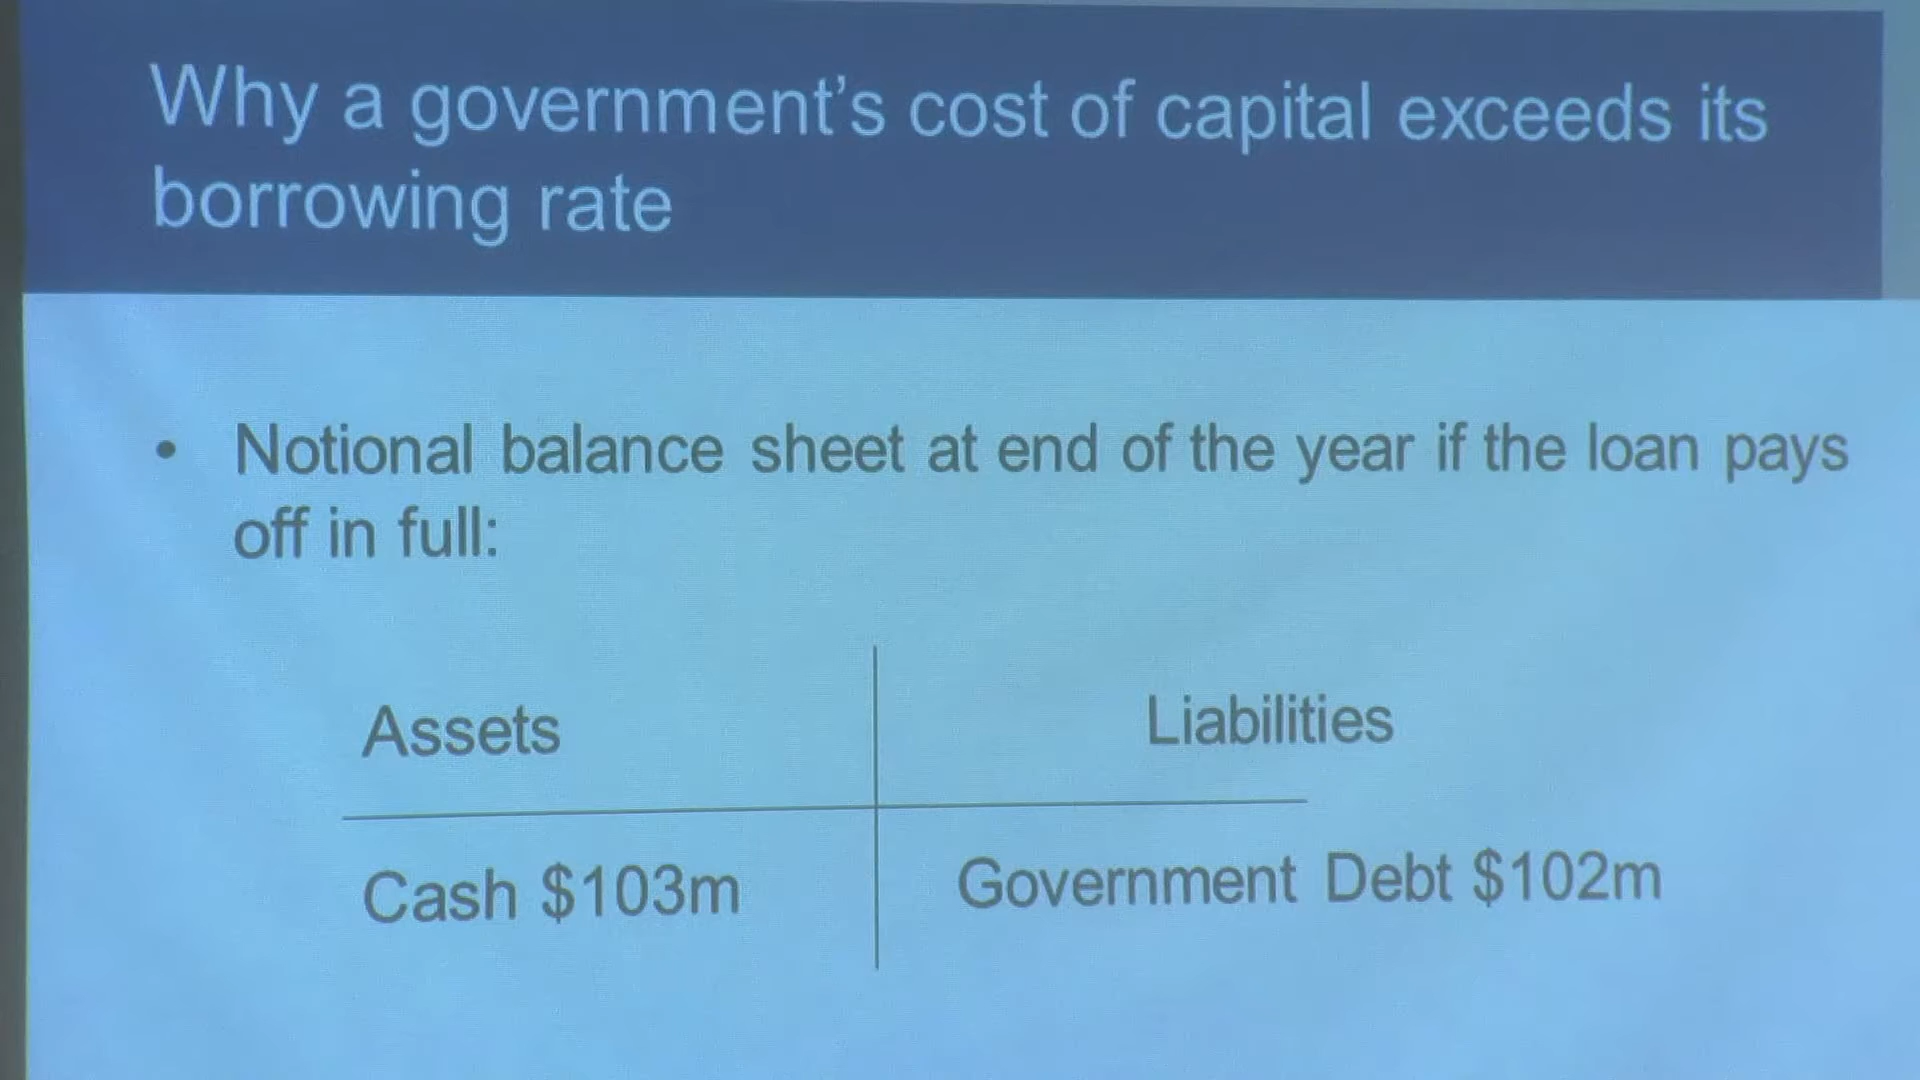 Why a government's cost of capital exceeds its
borrowing rate
• Notional balance sheet at end of the year if the loan pays
off in full:
Assets
Liabilities
Cash $103m
Government Debt $102m